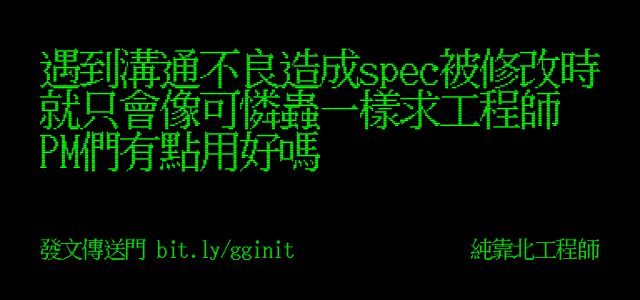 遇到溝通不良造成spec被修改時
就只會像可憐蟲一樣求工程師
PM們有點用好嗎
發文傳送門 bit.ly/gginit
純靠北工程師